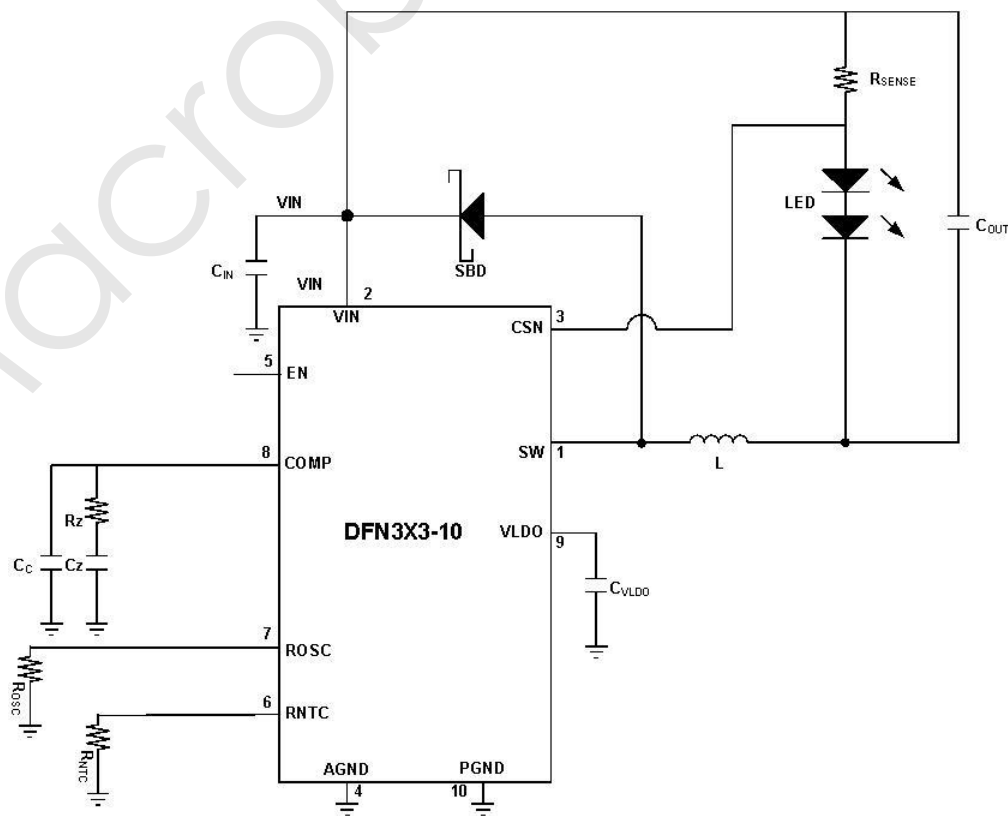 acrob
RSENSE
VIN
LED
COUT
CIN
SBD
VIN
2
VIN
3
CSN
5
EN
SW
1
L
8
COMP
Rz
DFN3X3-10
VLDO
9
CC
Cz
CVLDO
7
ROSC
ROSC
6
RNTC
RNTC
AGND
PGND
4
10